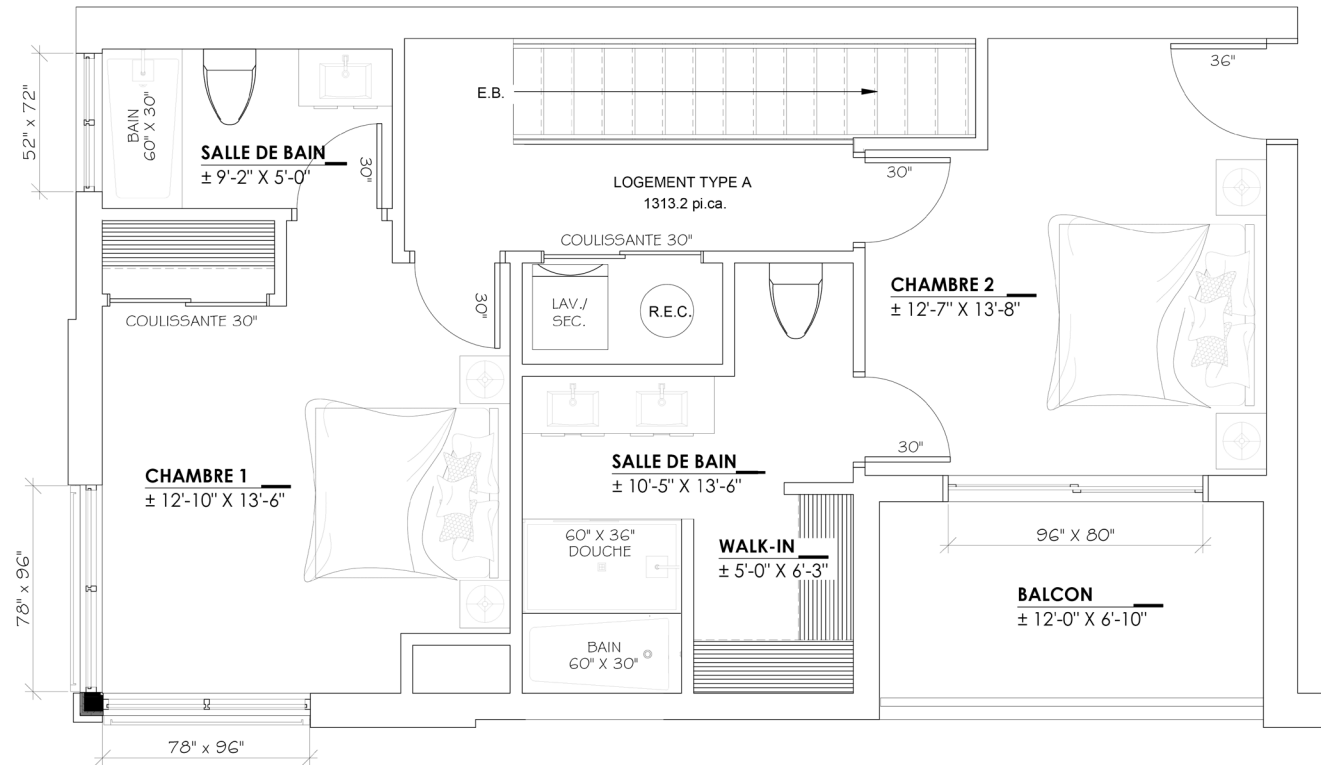 36"
52" x 72"
BAIN
60" X 30"
SALLE DE BAIN
± 9'-2" X 5'-0"
30"
E.B.
LOGEMENT TYPE A
1313.2 pi.ca.
30"
COULISSANTE 30"
LAV./
SEC.
R.E.C.
CHAMBRE 2
± 12'-7" X 13'-8"
COULISSANTE 30"
30"
30"
CHAMBRE 1
± 12'-10" X 13'-6"
SALLE DE BAIN
± 10'-5" X 13'-6"
60" X 36"
DOUCHE
WALK-IN
± 5'-0" X 6'-3"
96" X 80"
BALCON
± 12'-0" X 6'-10"
78" x 96"
BAIN
60" X 30"
78" x 96"